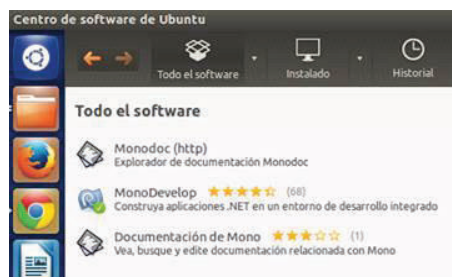 Centro de software de Ubuntu
Todo el software
Instalado
Historial
Todo el software
Monodoc (http)
Explorador de documentación Monodoc
MonoDevelop (68)
Construya aplicaciones .NET en un entorno de desarrollo integrado
Documentación de Mono (1)
Vea, busque y edite documentación relacionada con Mono